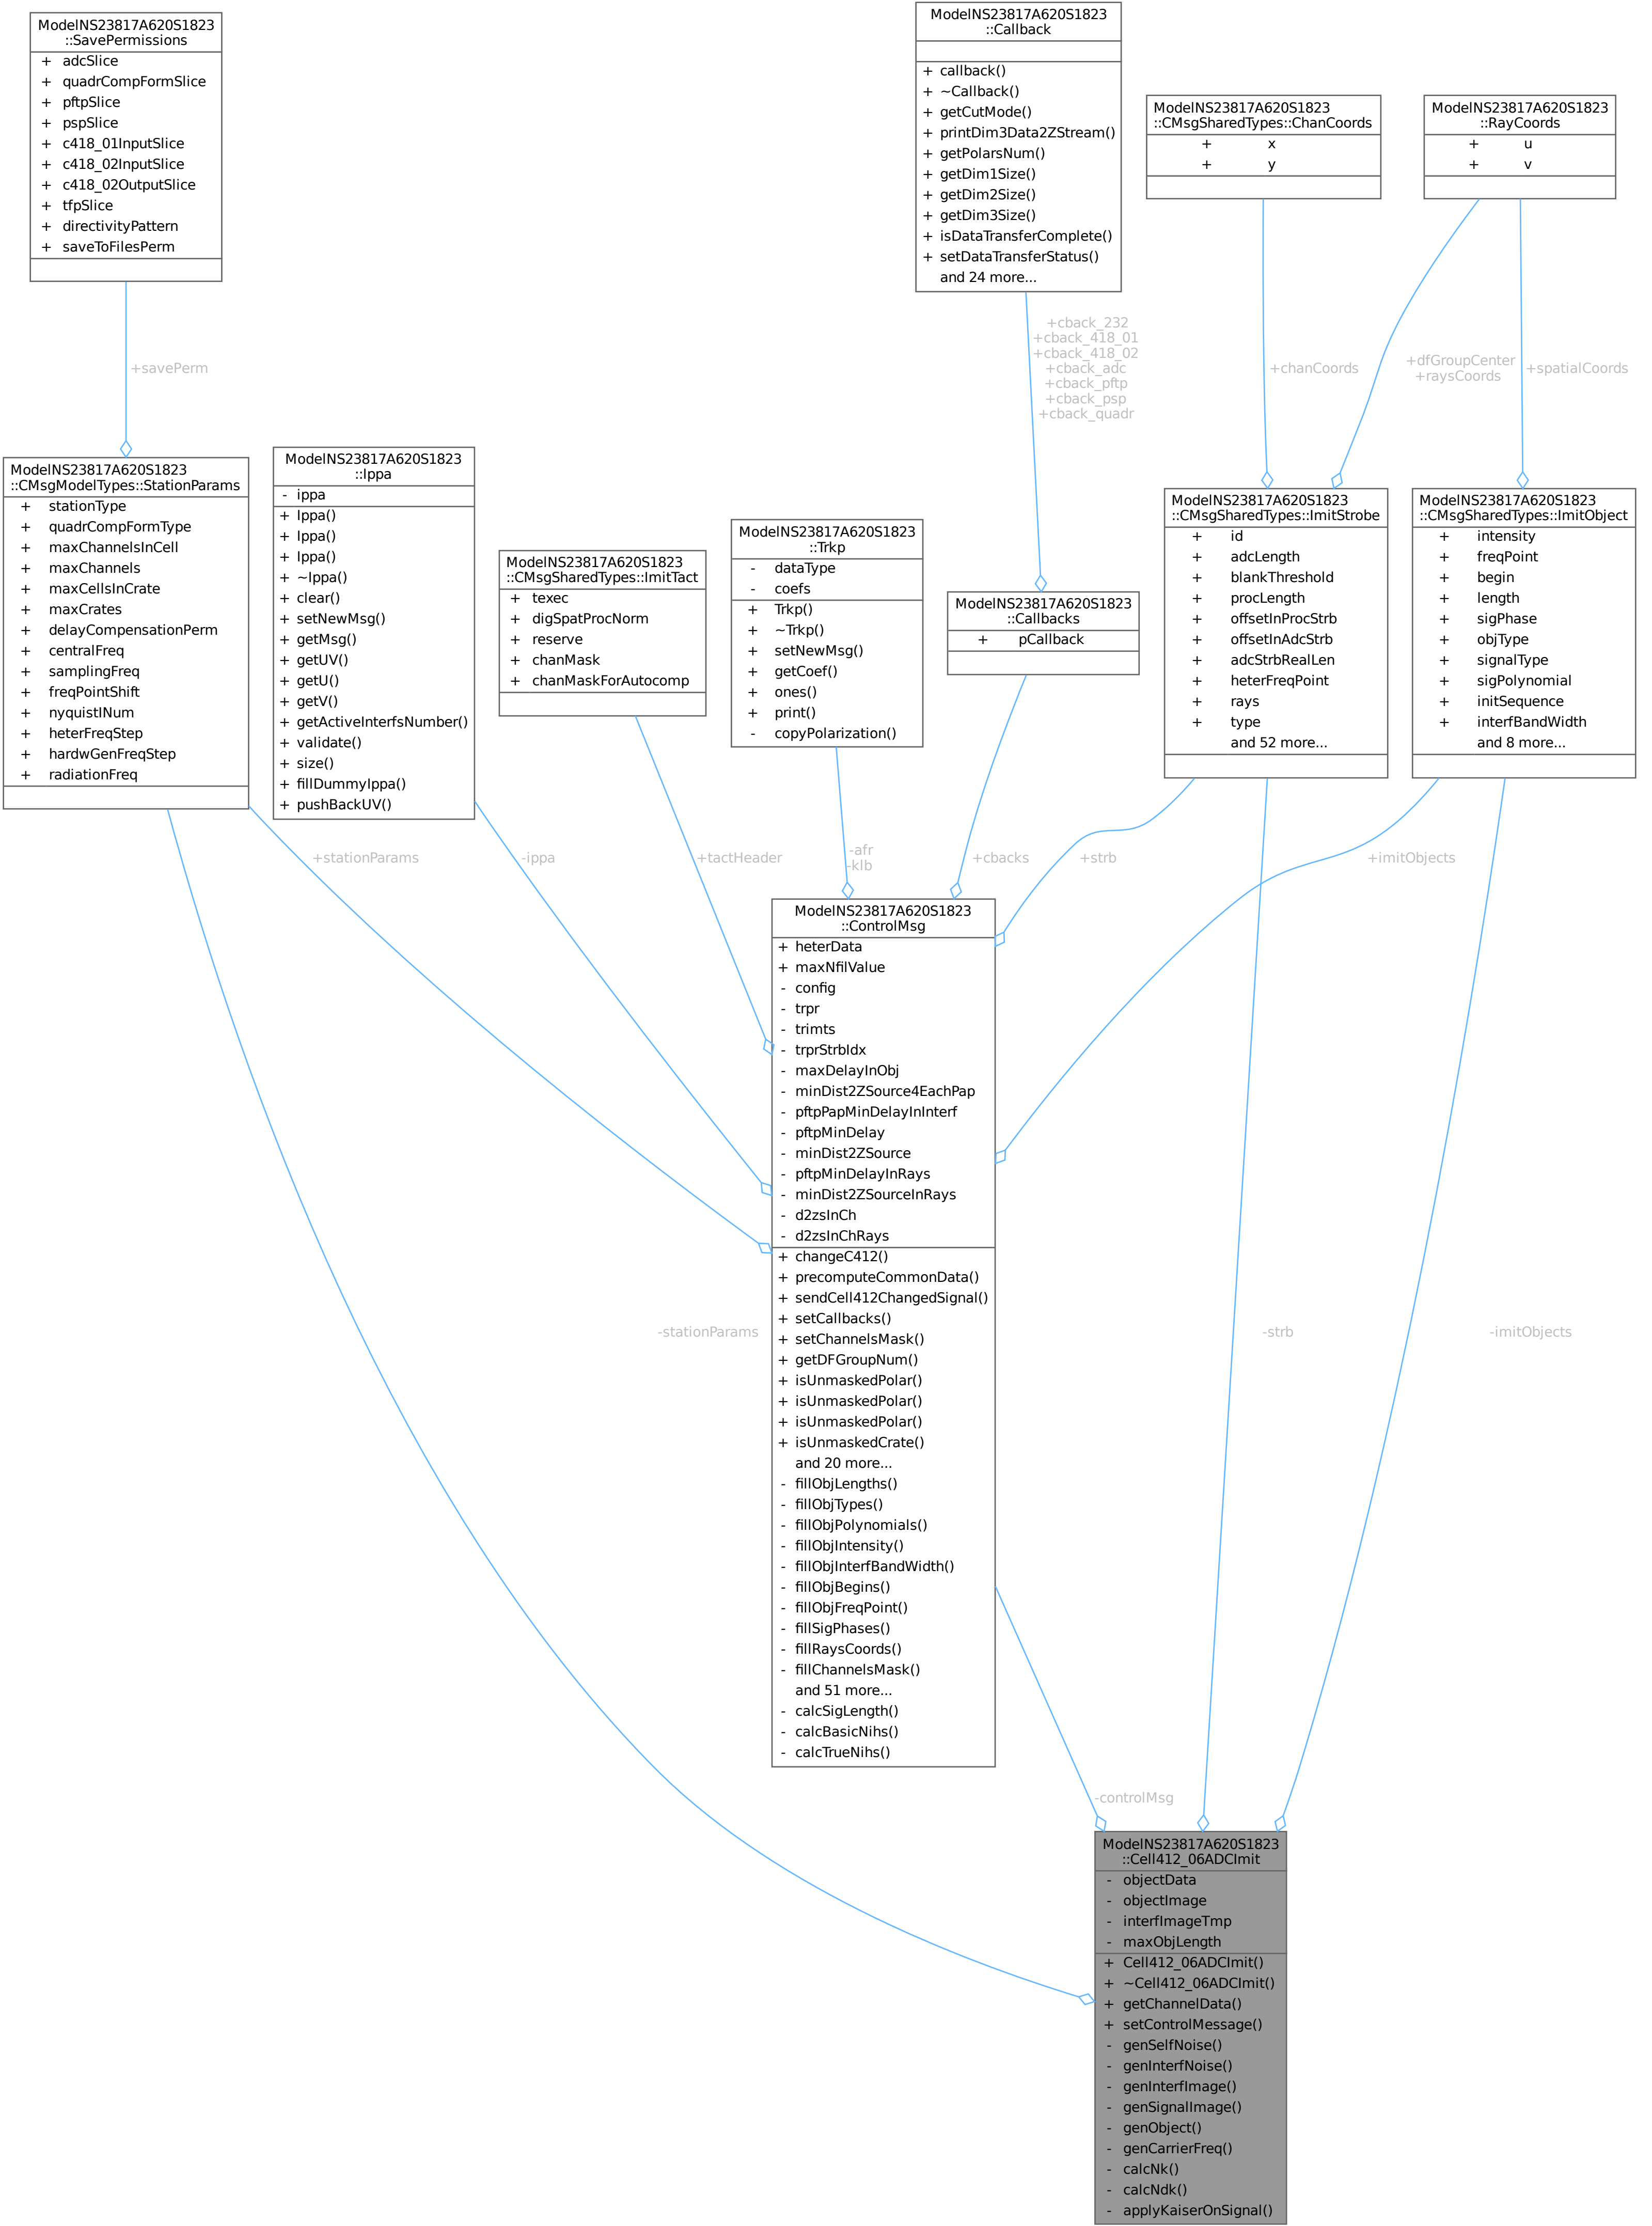 ModelNS23817A620S1823
::SavePermissions
+ adcSlice
+ quadrCompFormSlice
+ pftpSlice
+ pspSlice
+ c418_01InputSlice
+ c418_02InputSlice
+ c418_02OutputSlice
+ tfpSlice
+ directivityPattern
+ saveToFilesPerm
ModelNS23817A620S1823
::Callback
+ callback()
+ ~Callback()
+ getCutMode()
+ printDim3Data2ZStream()
+ getPolarsNum()
+ getDim1Size()
+ getDim2Size()
+ getDim3Size()
+ isDataTransferComplete()
+ setDataTransferStatus()
and 24 more...
ModelNS23817A620S1823
::CMsgSharedTypes::ChanCoords
+ x
+ y
ModelNS23817A620S1823
::RayCoords
+ u
+ v
+savePerm
+cback_232
+cback_418_01
+cback_418_02
+cback_adc
+cback_pftp
+cback_psp
+cback_quadr
+chanCoords
+dfGroupCenter
+raysCoords
+spatialCoords
ModelNS23817A620S1823
::CMsgModelTypes::StationParams
+ stationType
+ quadrCompFormType
+ maxChannelsInCell
+ maxChannels
+ maxCellsInCrate
+ maxCrates
+ delayCompensationPerm
+ centralFreq
+ samplingFreq
+ freqPointShift
+ nyquistINum
+ heterFreqStep
+ hardwGenFreqStep
+ radiationFreq
ModelNS23817A620S1823
::Ippa
- ippa
+ Ippa()
+ Ippa()
+ Ippa()
+ ~Ippa()
+ clear()
+ setNewMsg()
+ getMsg()
+ getUV()
+ getU()
+ getV()
+ getActiveInterfsNumber()
+ validate()
+ size()
+ fillDummyIppa()
+ pushBackUV()
ModelNS23817A620S1823
::CMsgSharedTypes::ImitTact
+ texec
+ digSpatProcNorm
+ reserve
+ chanMask
+ chanMaskForAutocomp
ModelNS23817A620S1823
::Trkp
- dataType
- coefs
+ Trkp()
+ ~Trkp()
+ setNewMsg()
+ getCoef()
+ ones()
+ print()
- copyPolarization()
ModelNS23817A620S1823
::Callbacks
+ pCallback
ModelNS23817A620S1823
::CMsgSharedTypes::ImitStrobe
+ id
+ adcLength
+ blankThreshold
+ procLength
+ offsetInProcStrb
+ offsetInAdcStrb
+ adcStrbRealLen
+ heterFreqPoint
+ rays
+ type
and 52 more...
ModelNS23817A620S1823
::CMsgSharedTypes::ImitObject
+ intensity
+ freqPoint
+ begin
+ length
+ sigPhase
+ objType
+ signalType
+ sigPolynomial
+ initSequence
+ interfBandWidth
and 8 more...
+stationParams
-ippa
+tactHeader
-afr
-klb
+cbacks
+strb
+imitObjects
ModelNS23817A620S1823
::ControlMsg
+ heterData
+ maxNfilValue
- config
- trpr
- trimts
- trprStrbIdx
- maxDelayInObj
- minDist2ZSource4EachPap
- pftpPapMinDelayInInterf
- pftpMinDelay
- minDist2ZSource
- pftpMinDelayInRays
- minDist2ZSourceInRays
- d2zsInCh
- d2zsInChRays
+ changeC412()
+ precomputeCommonData()
+ sendCell412ChangedSignal()
+ setCallbacks()
+ setChannelsMask()
+ getDFGroupNum()
+ isUnmaskedPolar()
+ isUnmaskedPolar()
+ isUnmaskedPolar()
+ isUnmaskedCrate()
and 20 more...
- fillObjLengths()
- fillObjTypes()
- fillObjPolynomials()
- fillObjIntensity()
- fillObjInterfBandWidth()
- fillObjBegins()
- fillObjFreqPoint()
- fillSigPhases()
- fillRaysCoords()
- fillChannelsMask()
and 51 more...
- calcSigLength()
- calcBasicNihs()
- calcTrueNihs()
-stationParams
-strb
-imitObjects
-controlMsg
ModelNS23817A620S1823
::Cell412_06ADCImit
- objectData
- objectImage
- interfImageTmp
- maxObjLength
+ Cell412_06ADCImit()
+ ~Cell412_06ADCImit()
+ getChannelData()
+ setControlMessage()
- genSelfNoise()
- genInterfNoise()
- genInterfImage()
- genSignalImage()
- genObject()
- genCarrierFreq()
- calcNk()
- calcNdk()
- applyKaiserOnSignal()